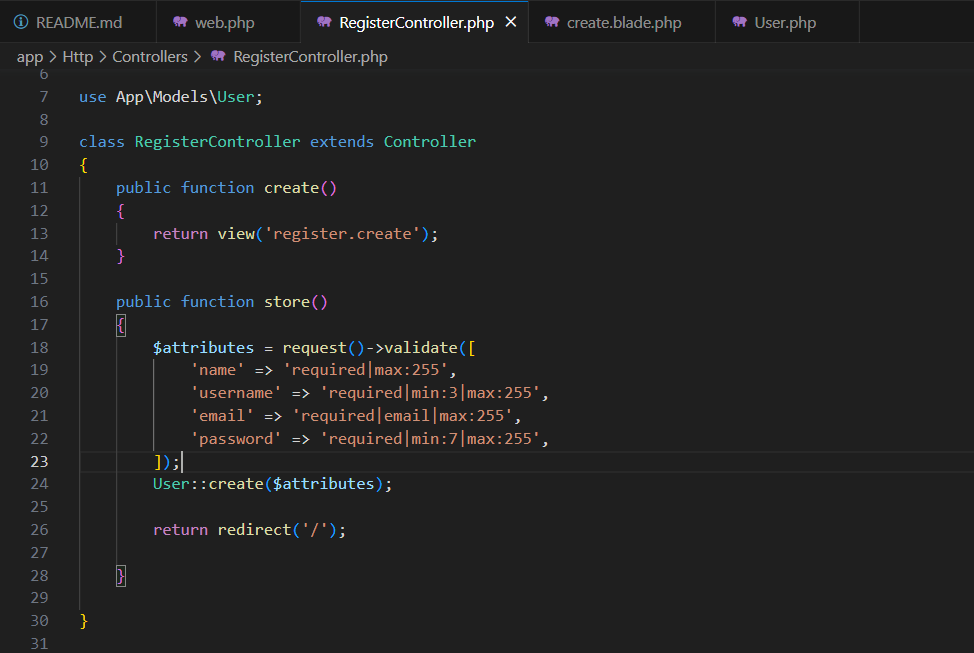 README.md web.php RegisterController.php create.blade.php User.php
app > Http > Controllers > RegisterController.php
6
7 use App\Models\User;
8
9 class RegisterController extends Controller
10 {
11     public function create()
12     {
13         return view('register.create');
14     }
15
16     public function store()
17     {
18         $attributes = request()->validate([
19             'name' => 'required|max:255',
20             'username' => 'required|min:3|max:255',
21             'email' => 'required|email|max:255',
22             'password' => 'required|min:7|max:255',
23         ]);
24         User::create($attributes);
25
26         return redirect('/');
27
28     }
29
30 }
31